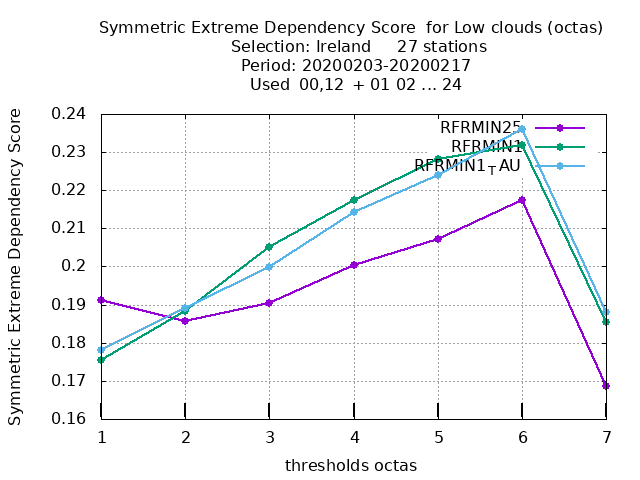 Symmetric Extreme Dependency Score for Low clouds (octas)
Selection: Ireland 27 stations
Period: 20200203-20200217
Used 00,12 + 01 02 ... 24
Symmetric Extreme Dependency Score
0.24
0.23
0.22
0.21
0.2
0.19
0.18
0.17
0.16
RFRMIN25
RFRMIN1
RFRMIN1TAU
1 2 3 4 5 6 7
thresholds octas